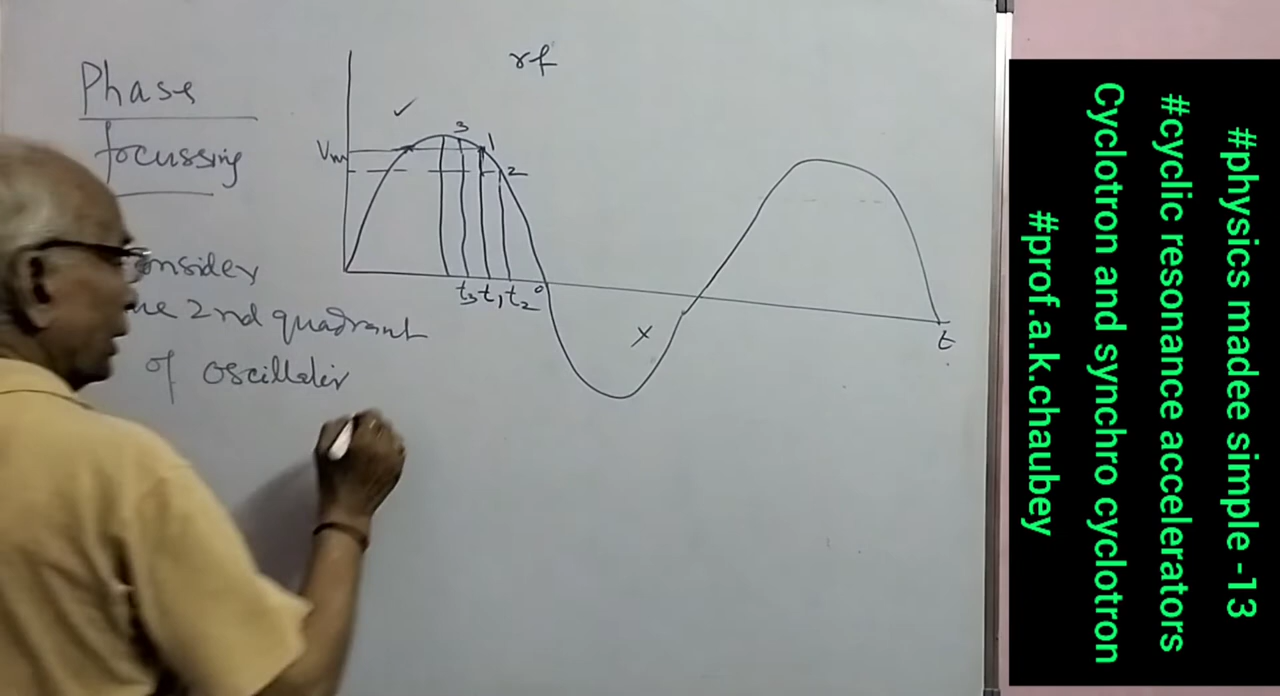 Phase
focussing
onsider
2nd quadrant
of oscillator
rf
✓
3
1
Vm
2
t₃ t₁ t₂
x
t
#physics madee simple -13
#cyclic resonance accelerators
Cyclotron and synchro cyclotron
#prof.a.k.chaubey